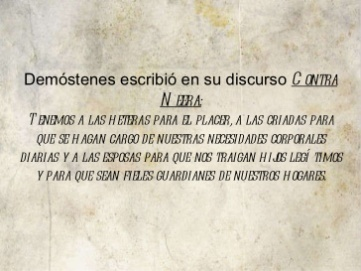 Demóstenes escribió en su discurso Contra
Neera:
Tenemos a las heteras para el placer, a las criadas para
que se hagan cargo de nuestras necesidades corporales
diarias y a las esposas para que nos traigan hijos legítimos
y para que sean fieles guardianes de nuestros hogares.